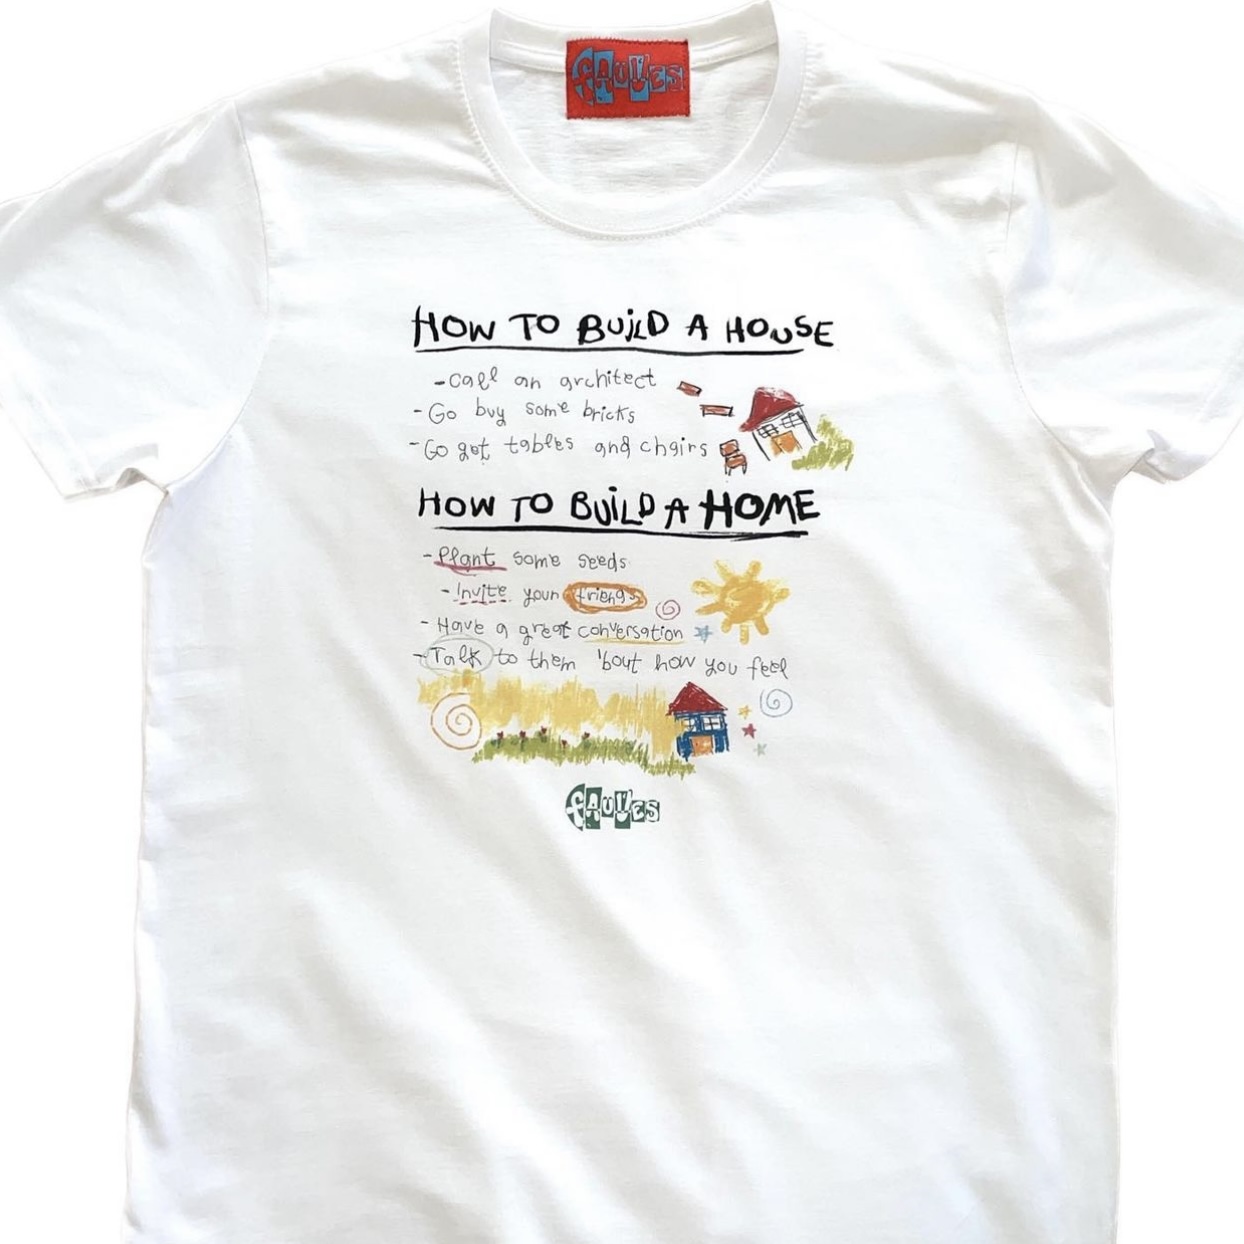 fAUVES
HOW TO BUiLD A HOUSE
-Call an architect
-Go buy some bricks
-Go get tables and chairs
HOW TO BUiLD A HOME
-Plant some seeds
-Invite your friends
-Have a great conversation
-Talk to them 'bout how you feel
fAUVES